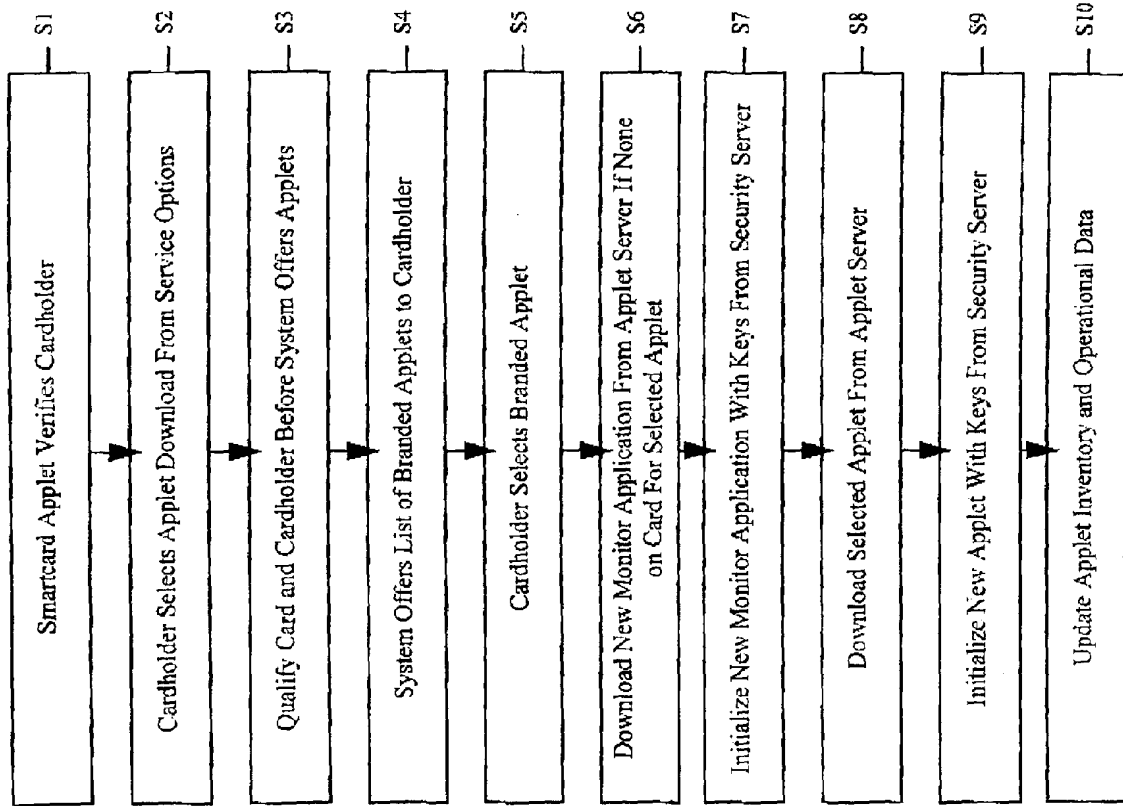 Smartcard Applet Verifies Cardholder
S1
Cardholder Selects Applet Download From Service Options
S2
Qualify Card and Cardholder Before System Offers Applets
S3
System Offers List of Branded Applets to Cardholder
S4
Cardholder Selects Branded Applet
S5
Download New Monitor Application From Applet Server If None
on Card For Selected Applet
S6
Initialize New Monitor Application With Keys From Security Server
S7
Download Selected Applet From Applet Server
S8
Initialize New Applet With Keys From Security Server
S9
Update Applet Inventory and Operational Data
S10